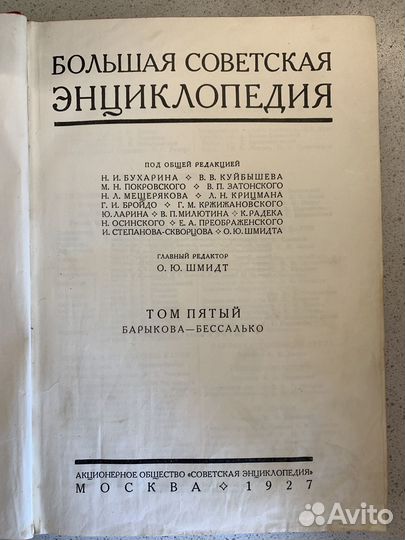 БОЛЬШАЯ СОВЕТСКАЯ
ЭНЦИКЛОПЕДИЯ
ПОД ОБЩЕЙ РЕДАКЦИЕЙ
Н. И. БУХАРИНА ✧ В. В. КУЙБЫШЕВА
М. Н. ПОКРОВСКОГО ✧ В. П. ЗАТОНСКОГО
Н. Л. МЕЩЕРЯКОВА ✧ Л. Н. КРИЦМАНА
Г. И. БРОЙДО ✧ Г. М. КРЖИЖАНОВСКОГО
Ю. ЛАРИНА ✧ В. П. МИЛЮТИНА ✧ К. РАДЕКА
Н. ОСИНСКОГО ✧ Е. А. ПРЕОБРАЖЕНСКОГО
И. СТЕПАНОВА-СКВОРЦОВА ✧ О. Ю. ШМИДТА
ГЛАВНЫЙ РЕДАКТОР
О. Ю. ШМИДТ
ТОМ ПЯТЫЙ
БАРЫКОВА—БЕССАЛЬКО
АКЦИОНЕРНОЕ ОБЩЕСТВО «СОВЕТСКАЯ ЭНЦИКЛОПЕДИЯ»
МОСКВА ✧ 1927
Avito